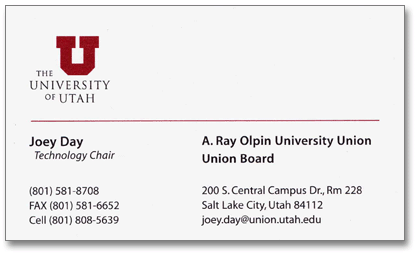 U
THE
UNIVERSITY
OF UTAH
Joey Day
Technology Chair
(801) 581-8708
FAX (801) 581-6652
Cell (801) 808-5639
A. Ray Olpin University Union
Union Board
200 S. Central Campus Dr., Rm 228
Salt Lake City, Utah 84112
joey.day@union.utah.edu